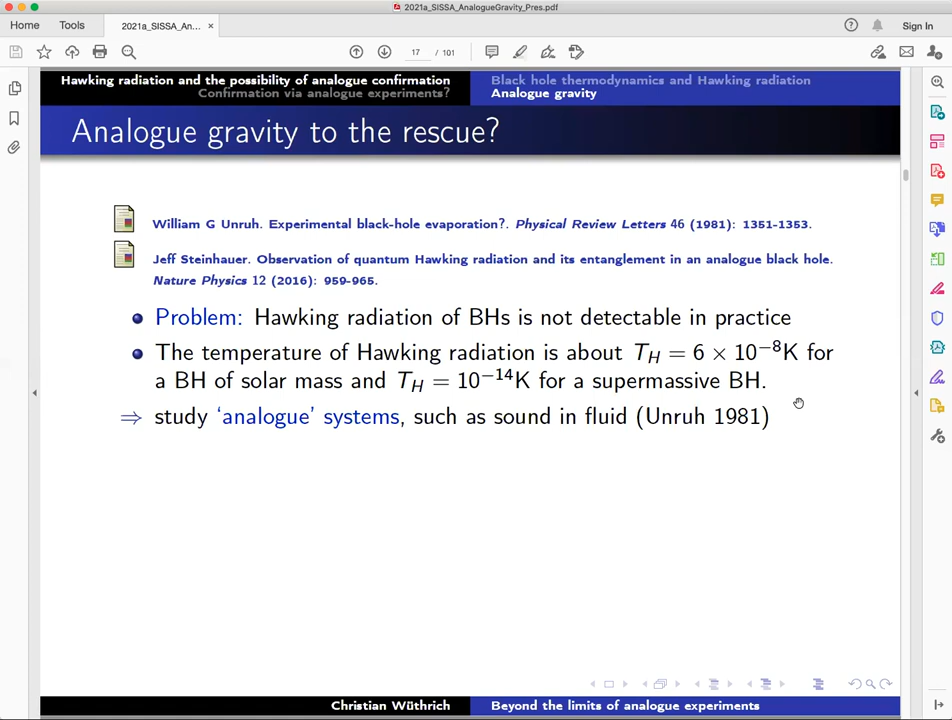 2021a_SISSA_AnalogueGravity_Pres.pdf
Home Tools 2021a_SISSA_An... × Sign In
17 / 101
Hawking radiation and the possibility of analogue confirmation
Confirmation via analogue experiments?
Black hole thermodynamics and Hawking radiation
Analogue gravity
Analogue gravity to the rescue?
William G Unruh. Experimental black-hole evaporation?. Physical Review Letters 46 (1981): 1351-1353.
Jeff Steinhauer. Observation of quantum Hawking radiation and its entanglement in an analogue black hole.
Nature Physics 12 (2016): 959-965.
Problem: Hawking radiation of BHs is not detectable in practice
The temperature of Hawking radiation is about T_H = 6 × 10⁻⁸K for
a BH of solar mass and T_H = 10⁻¹⁴K for a supermassive BH.
⇒ study ‘analogue’ systems, such as sound in fluid (Unruh 1981)
Christian Wüthrich
Beyond the limits of analogue experiments